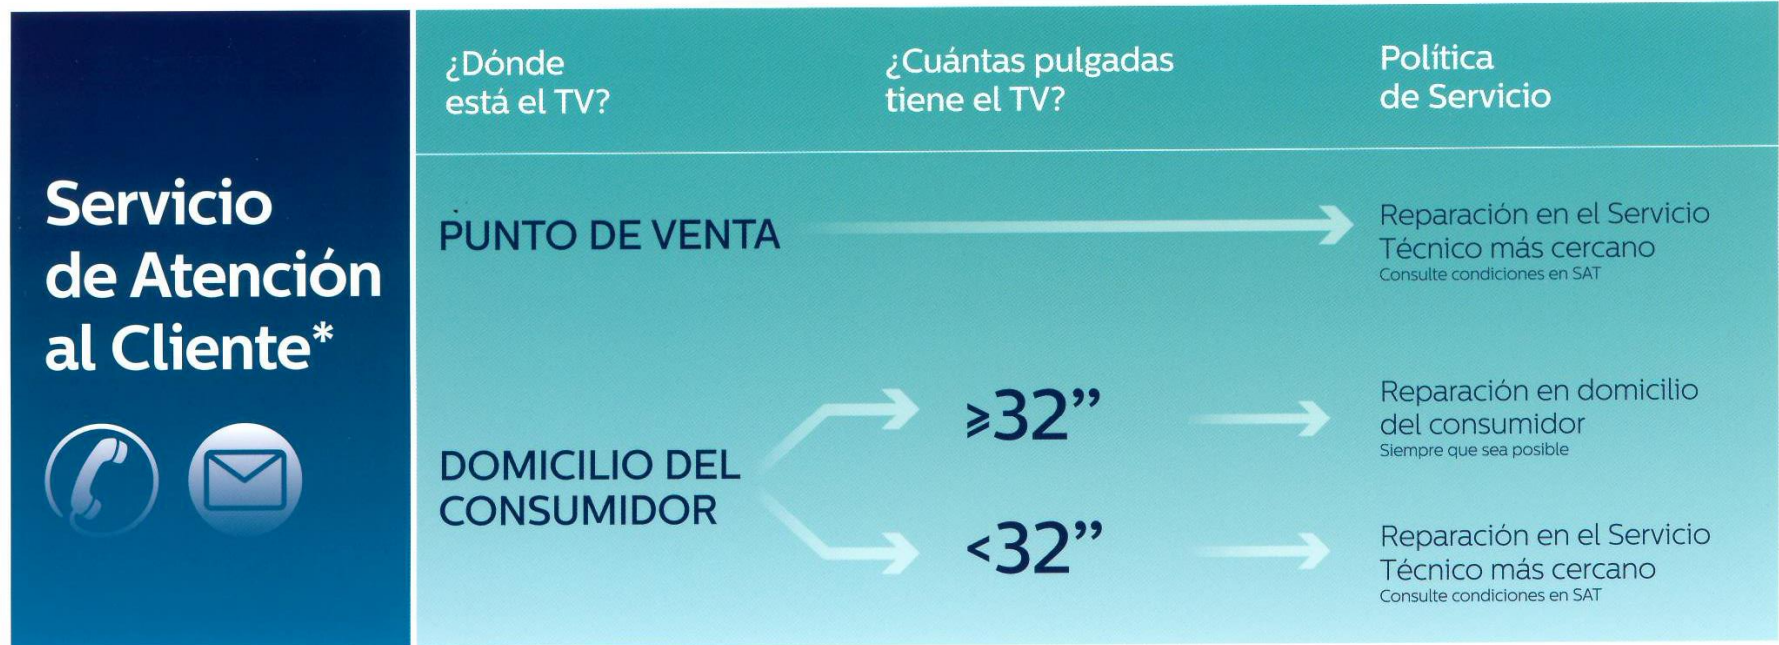 Servicio
de Atención
al Cliente*
¿Dónde
está el TV?
¿Cuántas pulgadas
tiene el TV?
Política
de Servicio
PUNTO DE VENTA
Reparación en el Servicio
Técnico más cercano
Consulte condiciones en SAT
DOMICILIO DEL
CONSUMIDOR
≥32”
Reparación en domicilio
del consumidor
Siempre que sea posible
<32”
Reparación en el Servicio
Técnico más cercano
Consulte condiciones en SAT